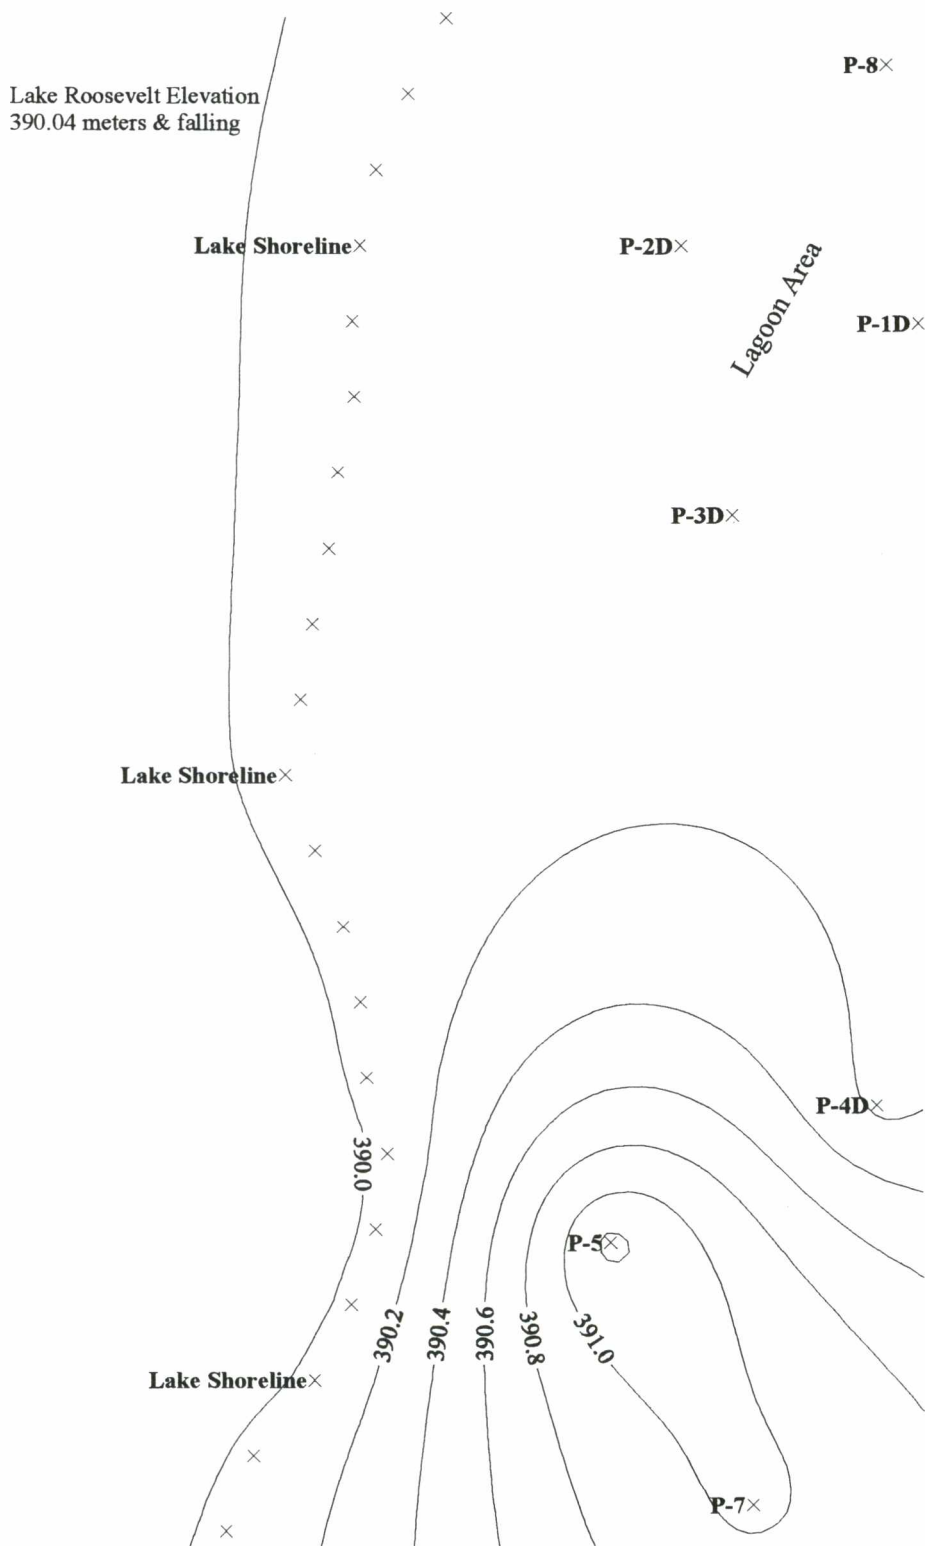 P-8
Lake Roosevelt Elevation
390.04 meters & falling
Lake Shoreline
P-2D
Lagoon Area
P-1D
P-3D
Lake Shoreline
P-4D
390.0
P-5
390.2
390.4
390.6
390.8
391.0
Lake Shoreline
P-7